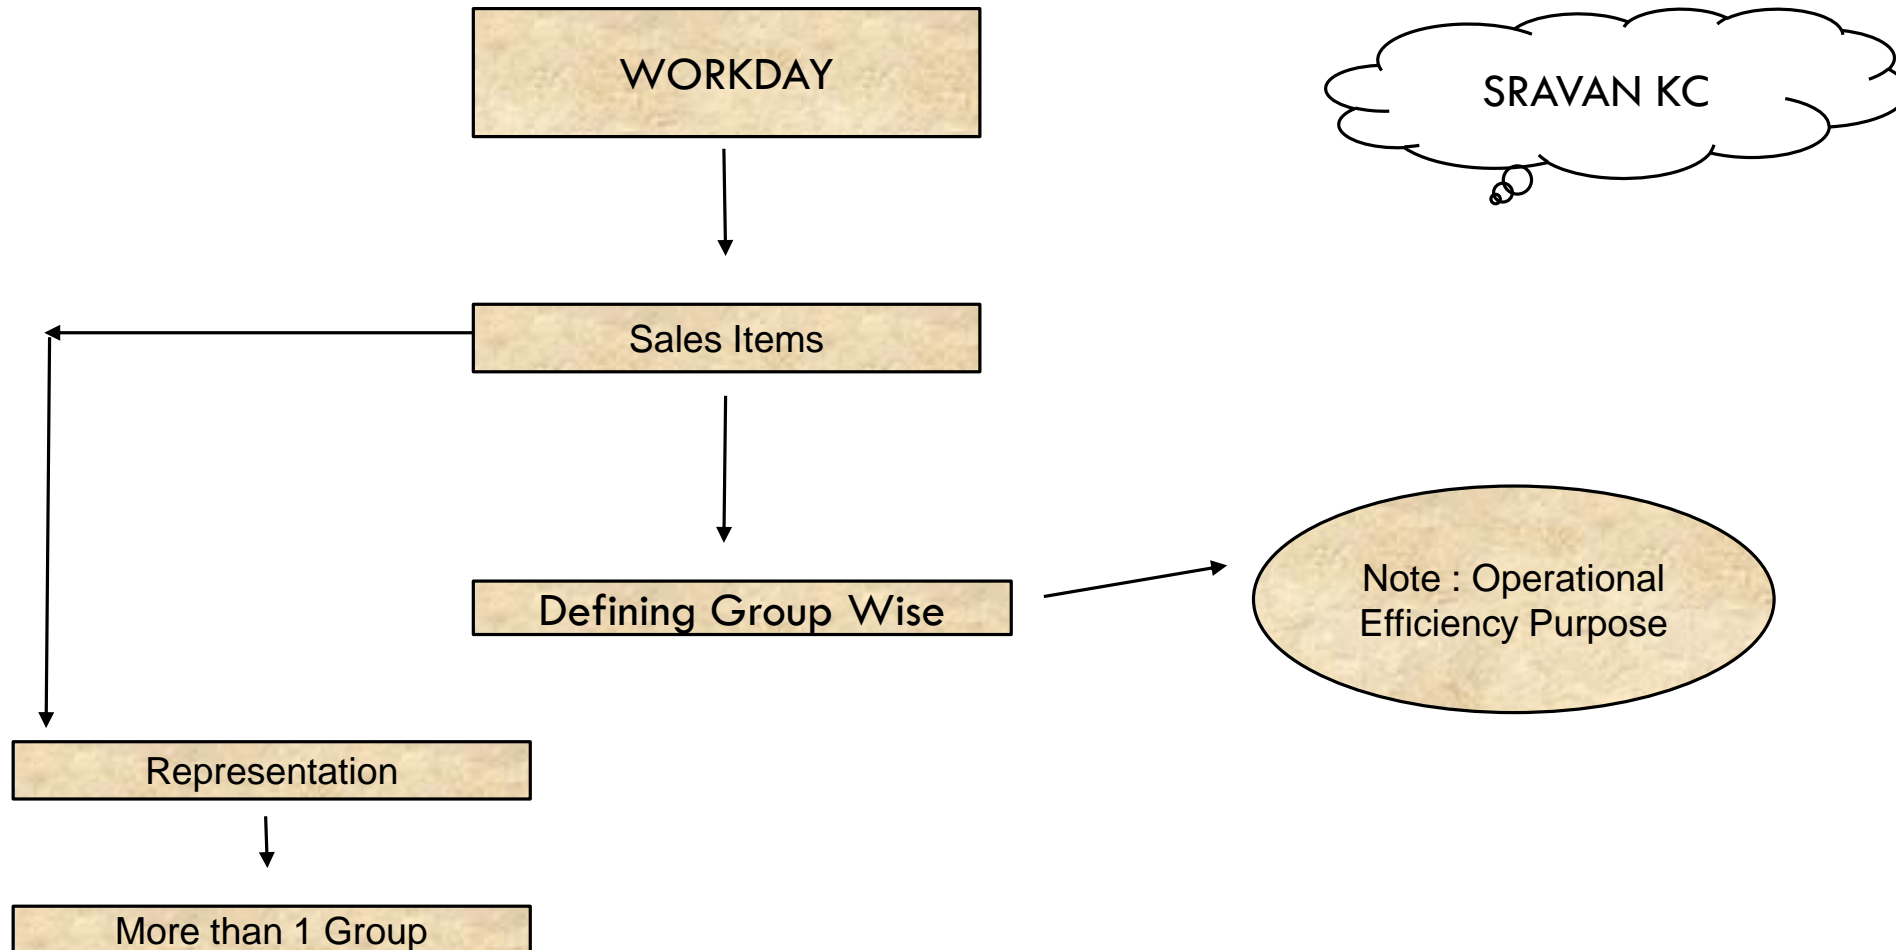 WORKDAY
SRAVAN KC
Sales Items
Defining Group Wise
Note : Operational
Efficiency Purpose
Representation
More than 1 Group